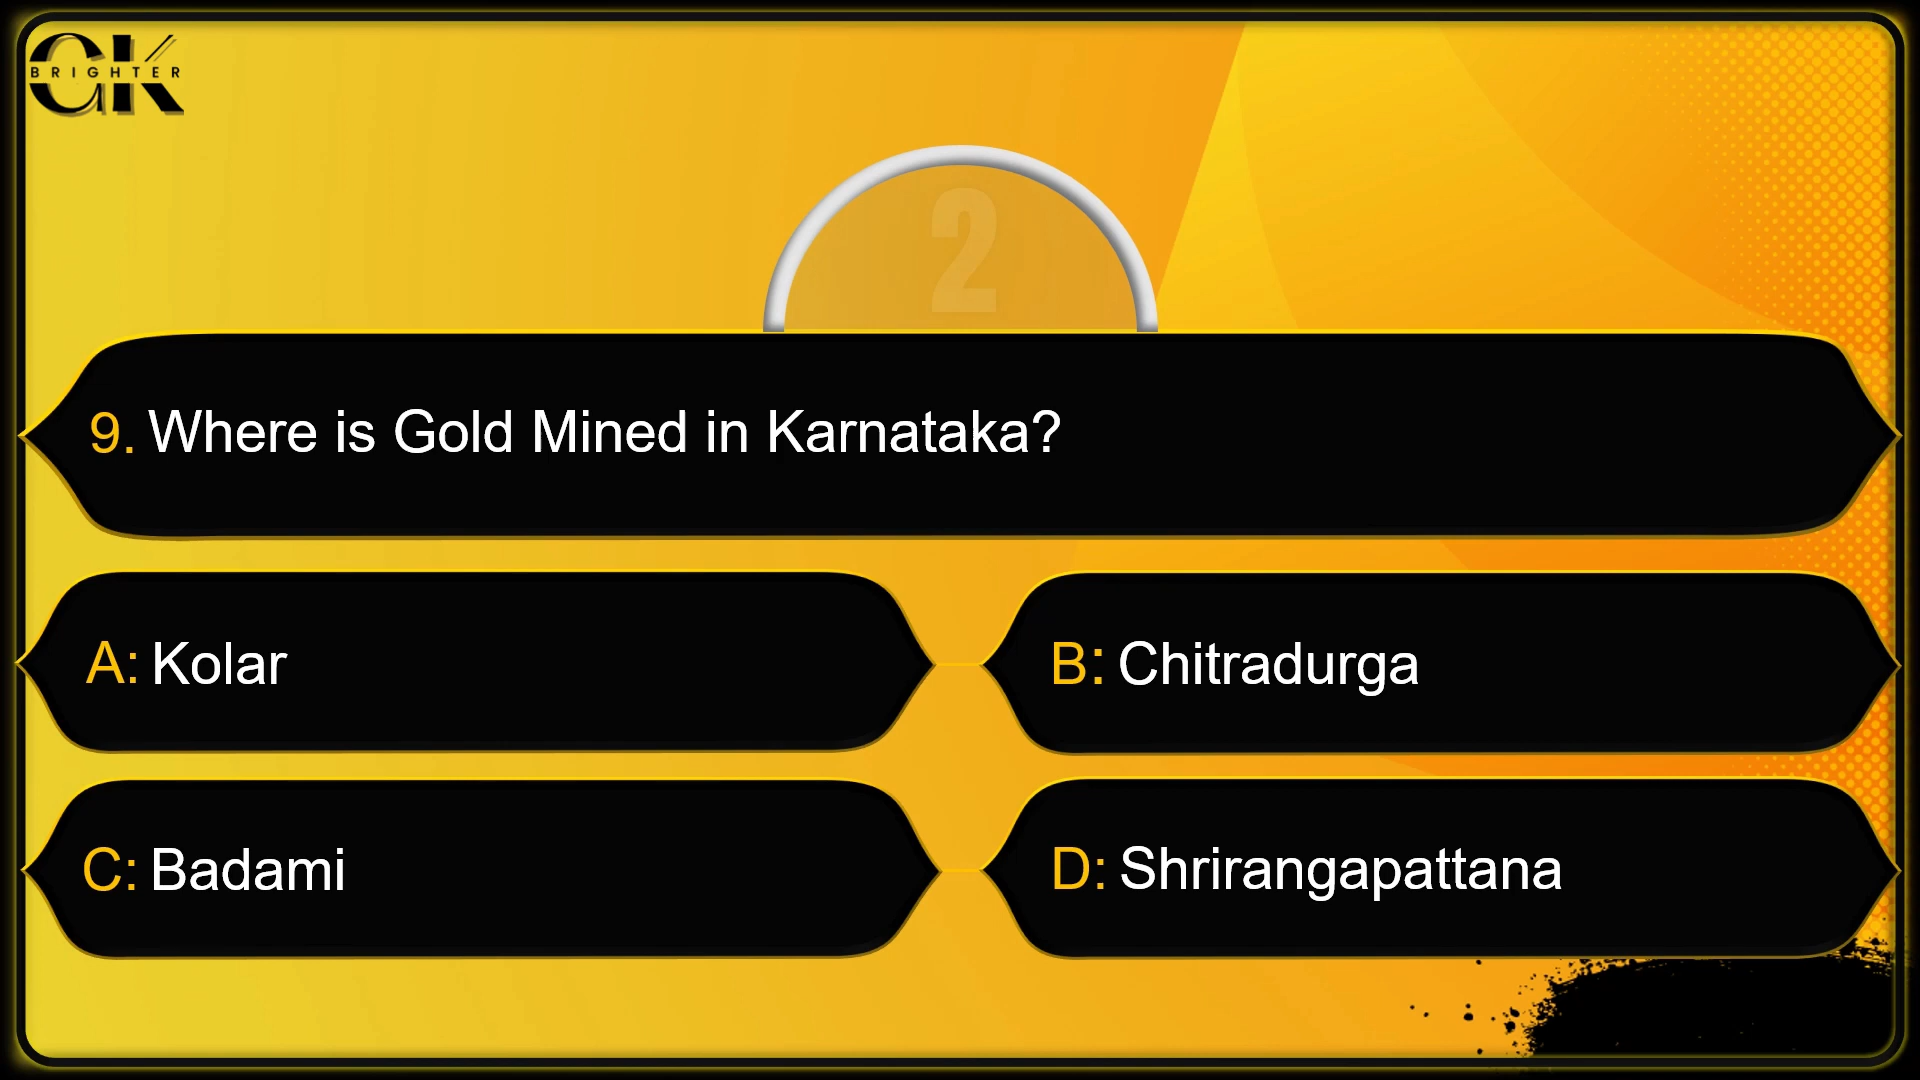 GK
BRIGHTER
2
9. Where is Gold Mined in Karnataka?
A: Kolar
B: Chitradurga
C: Badami
D: Shrirangapattana